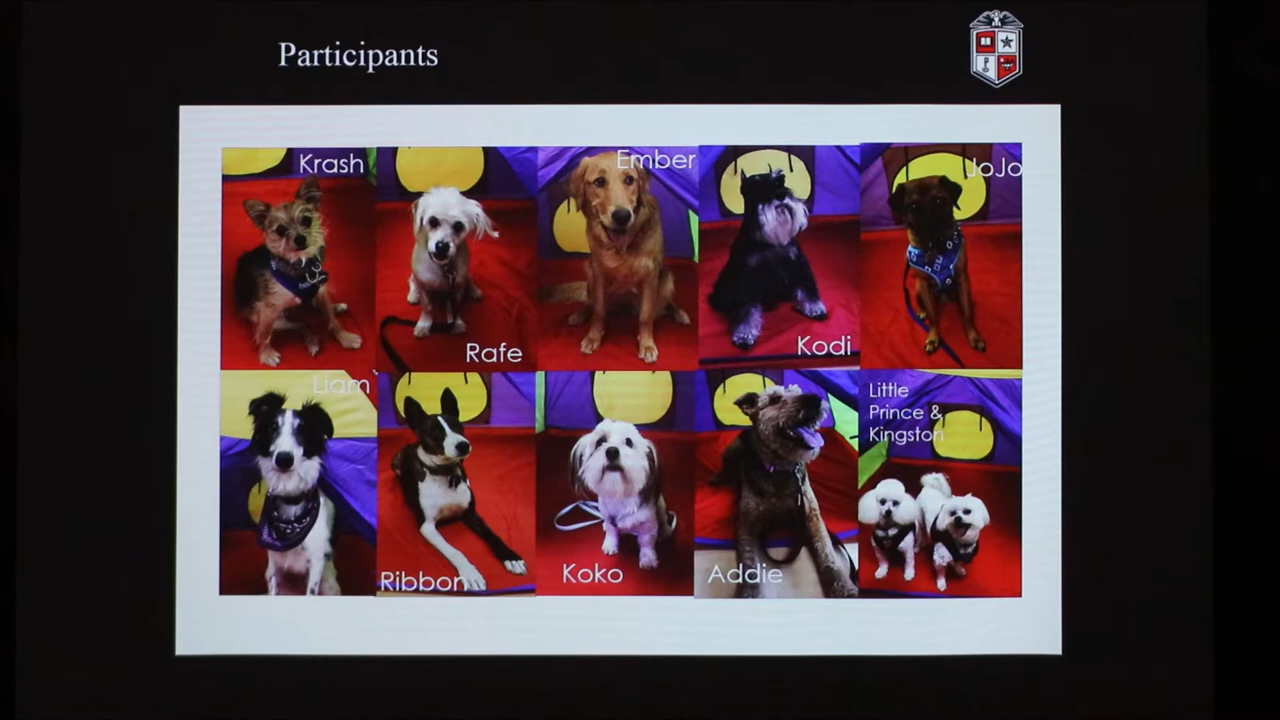 Participants
Krash
Rafe
Ember
Kodi
JoJo
Liam
Ribbon
Koko
Addie
Little
Prince &
Kingston